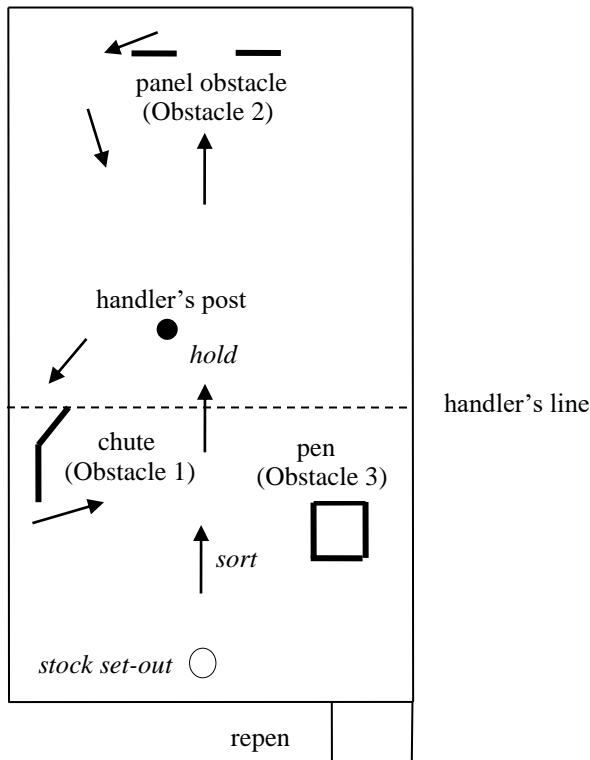 panel obstacle
(Obstacle 2)
handler’s post
hold
handler’s line
chute
(Obstacle 1)
pen
(Obstacle 3)
sort
stock set-out
repen